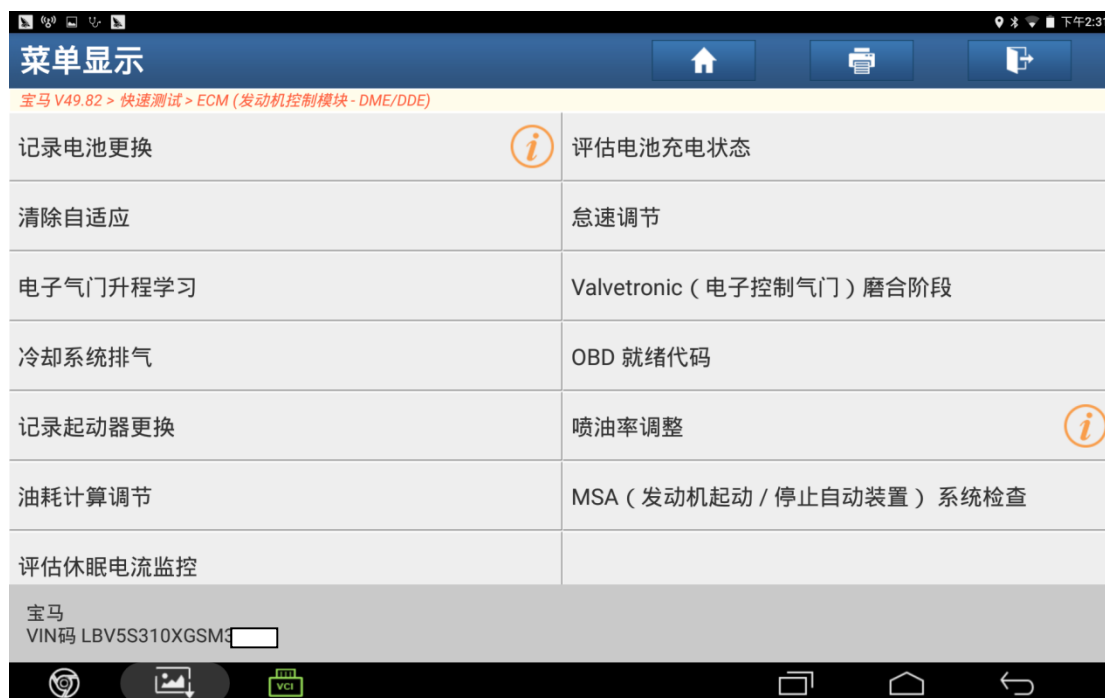 下午2:31
菜单显示
宝马 V49.82 > 快速测试 > ECM (发动机控制模块 - DME/DDE)
记录电池更换
评估电池充电状态
清除自适应
怠速调节
电子气门升程学习
Valvetronic（电子控制气门）磨合阶段
冷却系统排气
OBD 就绪代码
记录起动器更换
喷油率调整
油耗计算调节
MSA（发动机起动 / 停止自动装置） 系统检查
评估休眠电流监控
宝马
VIN码 LBV5S310XGSM3
VCI